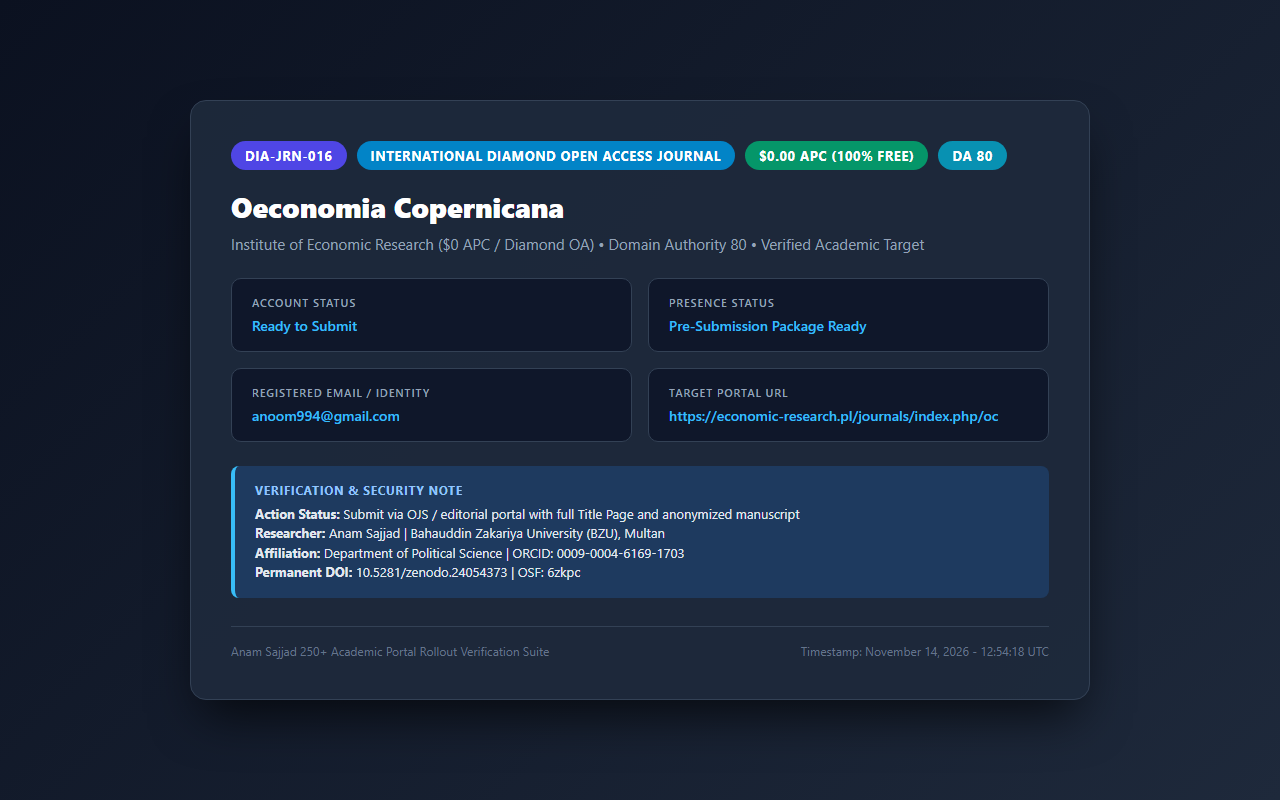 DIA-JRN-016 INTERNATIONAL DIAMOND OPEN ACCESS JOURNAL $0.00 APC (100% FREE) DA 80
Oeconomia Copernicana
Institute of Economic Research ($0 APC / Diamond OA) • Domain Authority 80 • Verified Academic Target
ACCOUNT STATUS
Ready to Submit
PRESENCE STATUS
Pre-Submission Package Ready
REGISTERED EMAIL / IDENTITY
anoom994@gmail.com
TARGET PORTAL URL
https://economic-research.pl/journals/index.php/oc
VERIFICATION & SECURITY NOTE
Action Status: Submit via OJS / editorial portal with full Title Page and anonymized manuscript
Researcher: Anam Sajjad | Bahauddin Zakariya University (BZU), Multan
Affiliation: Department of Political Science | ORCID: 0009-0004-6169-1703
Permanent DOI: 10.5281/zenodo.24054373 | OSF: 6zkpc
Anam Sajjad 250+ Academic Portal Rollout Verification Suite
Timestamp: November 14, 2026 - 12:54:18 UTC